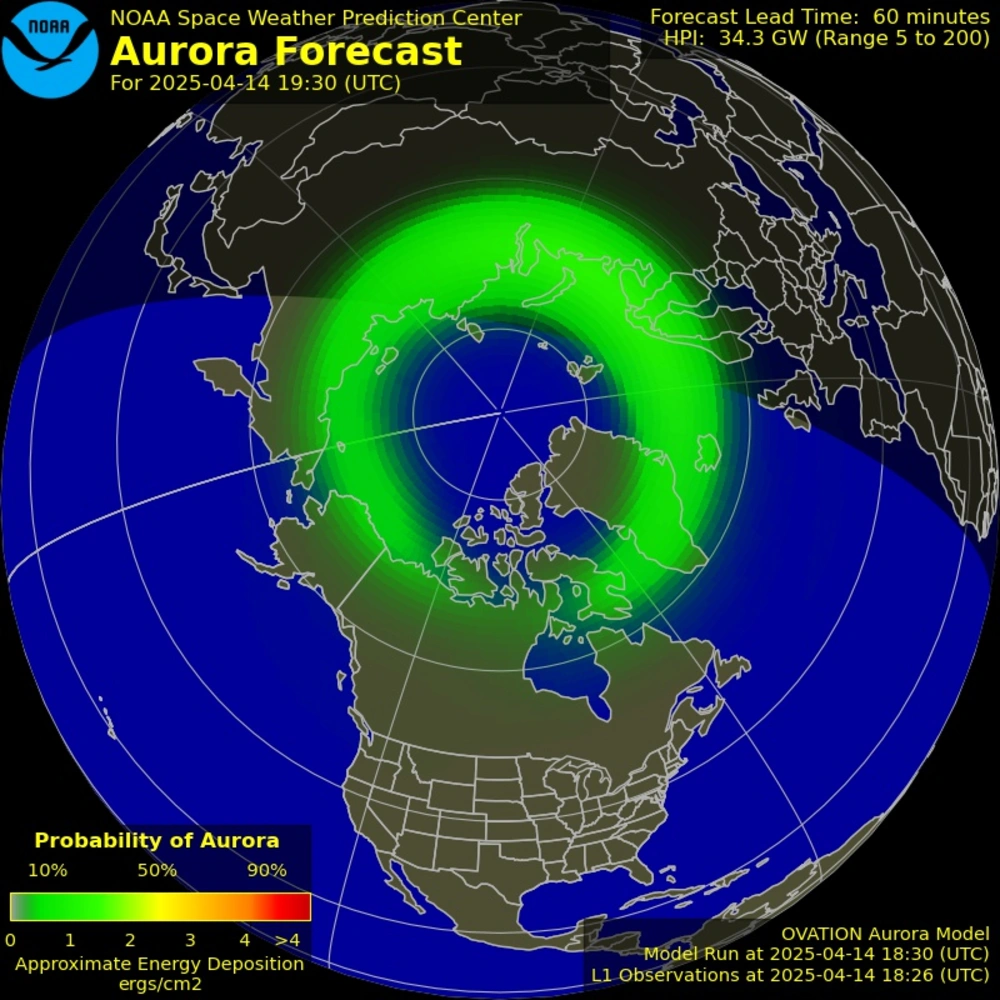 NOAA
NOAA Space Weather Prediction Center
Aurora Forecast
For 2025-04-14 19:30 (UTC)
Forecast Lead Time: 60 minutes
HPI: 34.3 GW (Range 5 to 200)
Probability of Aurora
10% 50% 90%
0 1 2 3 4 >4
Approximate Energy Deposition
ergs/cm2
OVATION Aurora Model
Model Run at 2025-04-14 18:30 (UTC)
L1 Observations at 2025-04-14 18:26 (UTC)